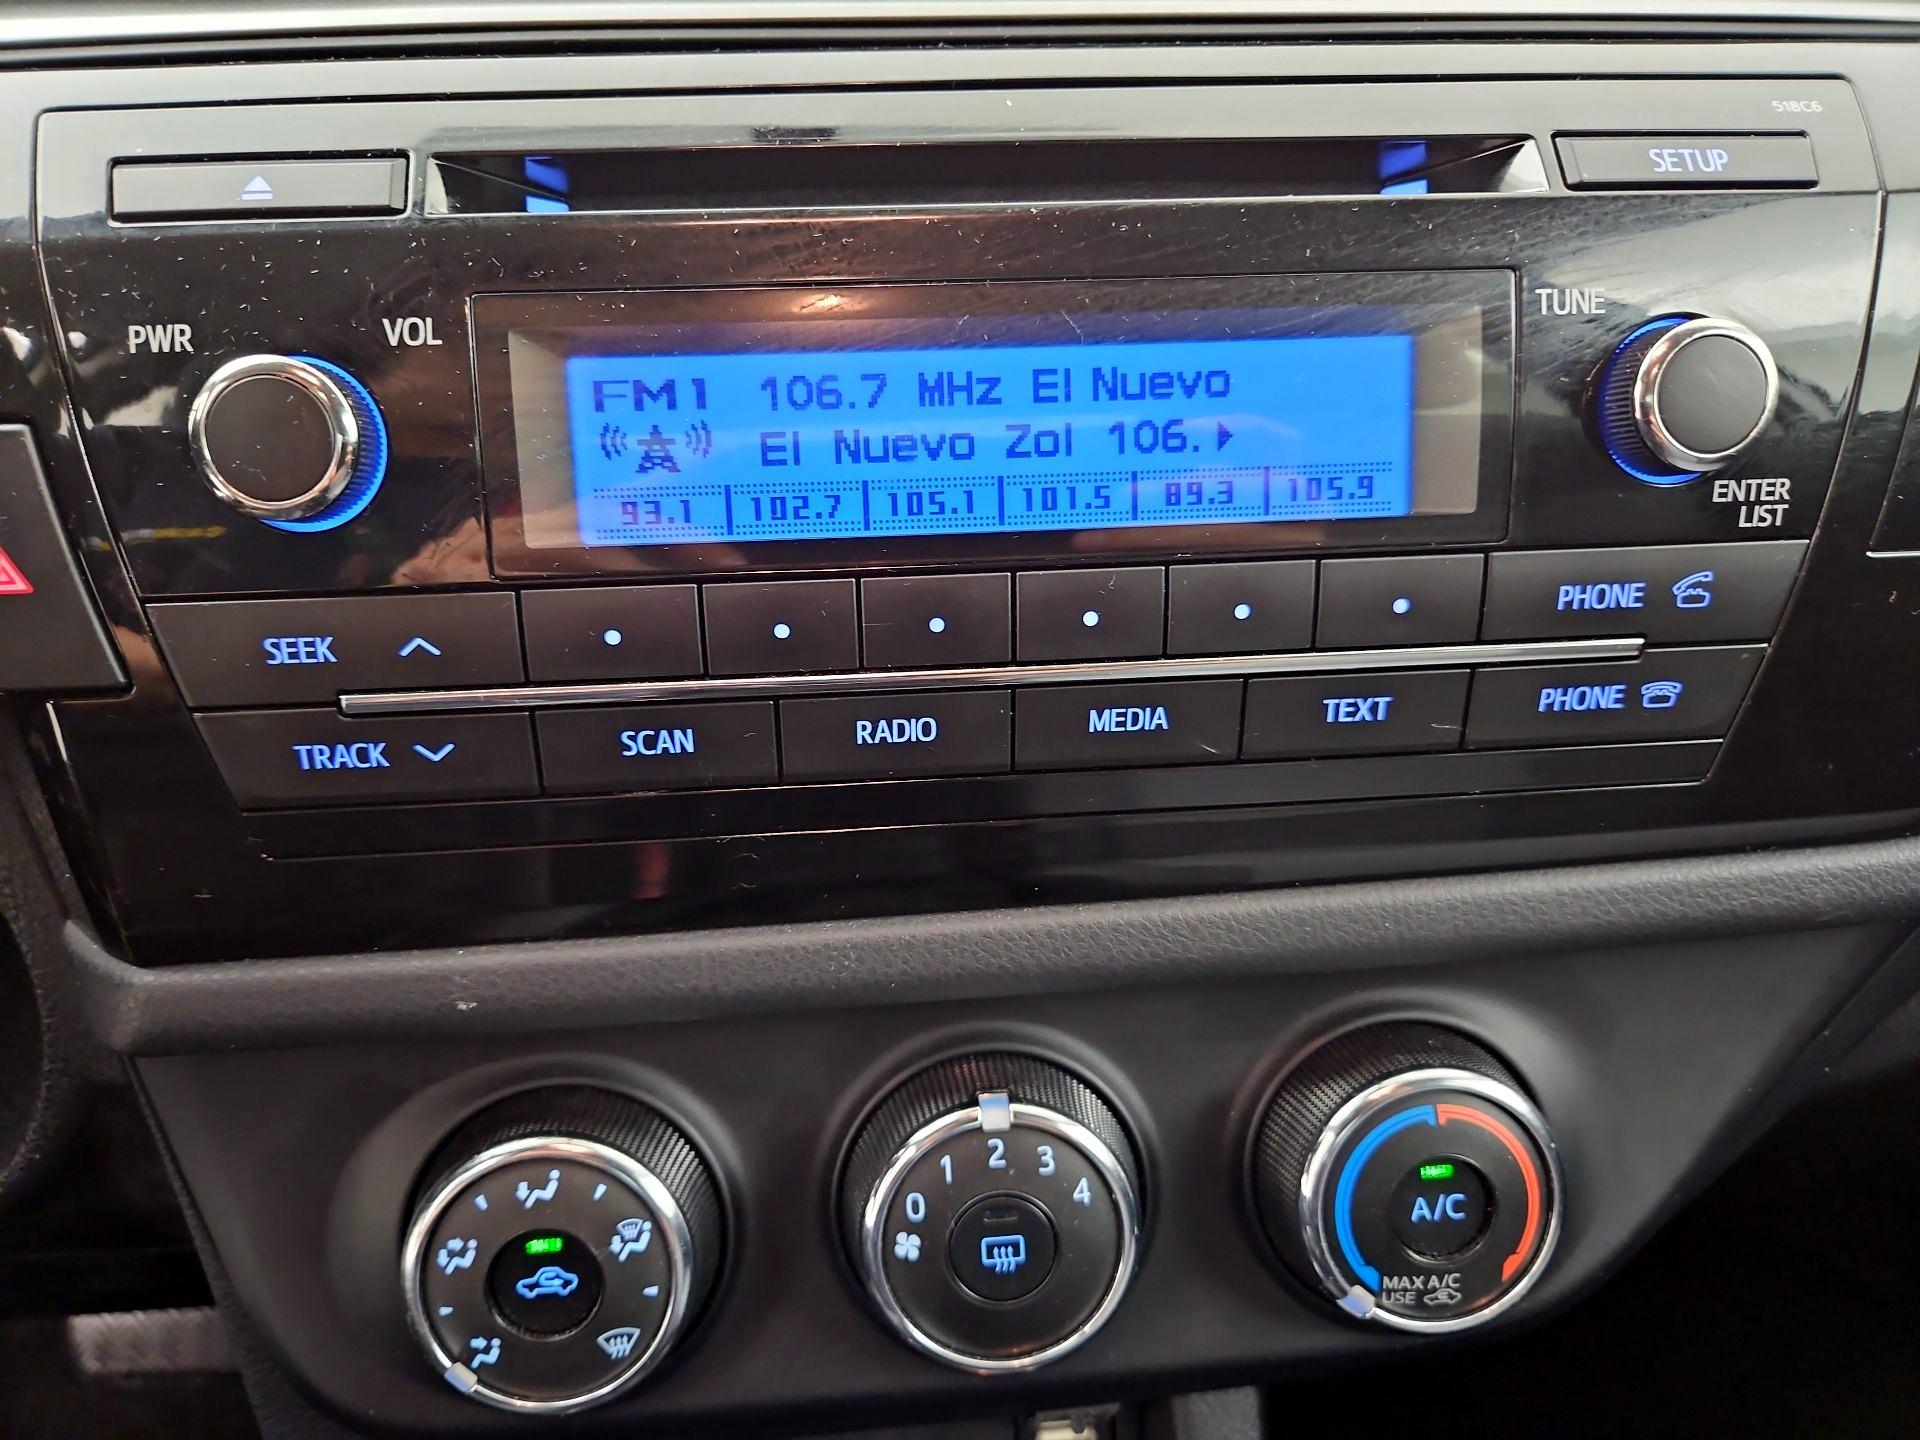 518C6
SETUP
PWR
VOL
TUNE
FM1 106.7 MHz El Nuevo
El Nuevo Zol 106.
93.1 102.7 105.1 101.5 89.3 105.9
ENTER
LIST
SEEK
PHONE
TRACK
SCAN
RADIO
MEDIA
TEXT
PHONE
0 1 2 3 4
A/C
MAX A/C
USE